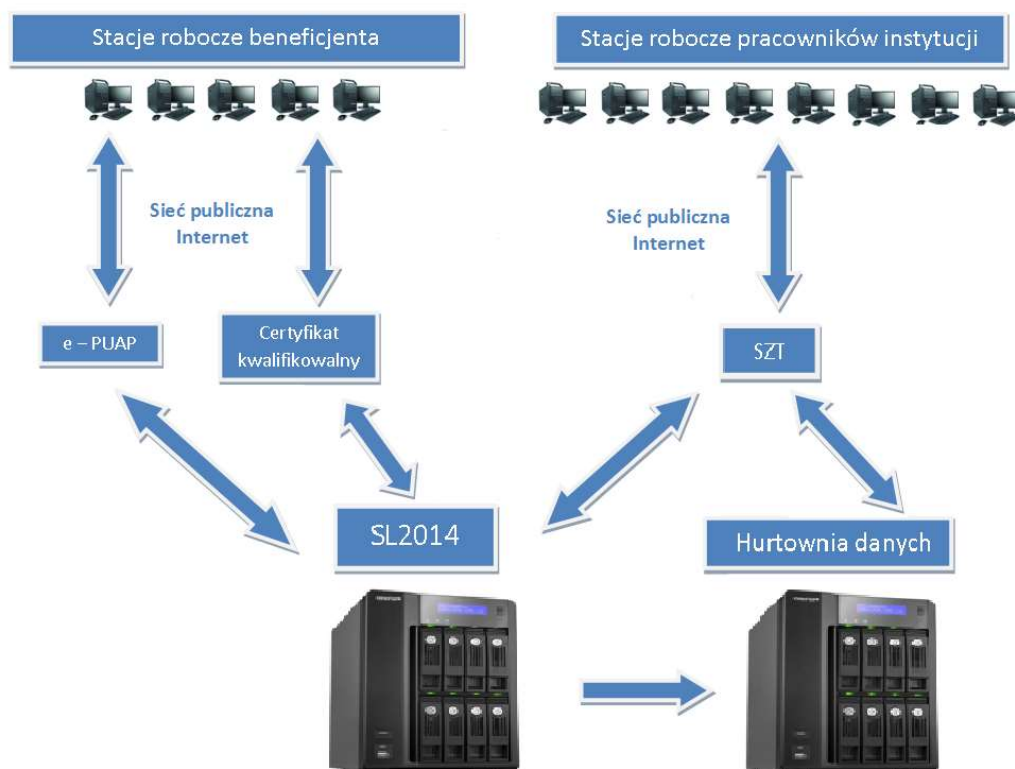 Stacje robocze beneficjenta
Stacje robocze pracowników instytucji
Sieć publiczna
Internet
Sieć publiczna
Internet
e – PUAP
Certyfikat
kwalifikowalny
SZT
SL2014
Hurtownia danych